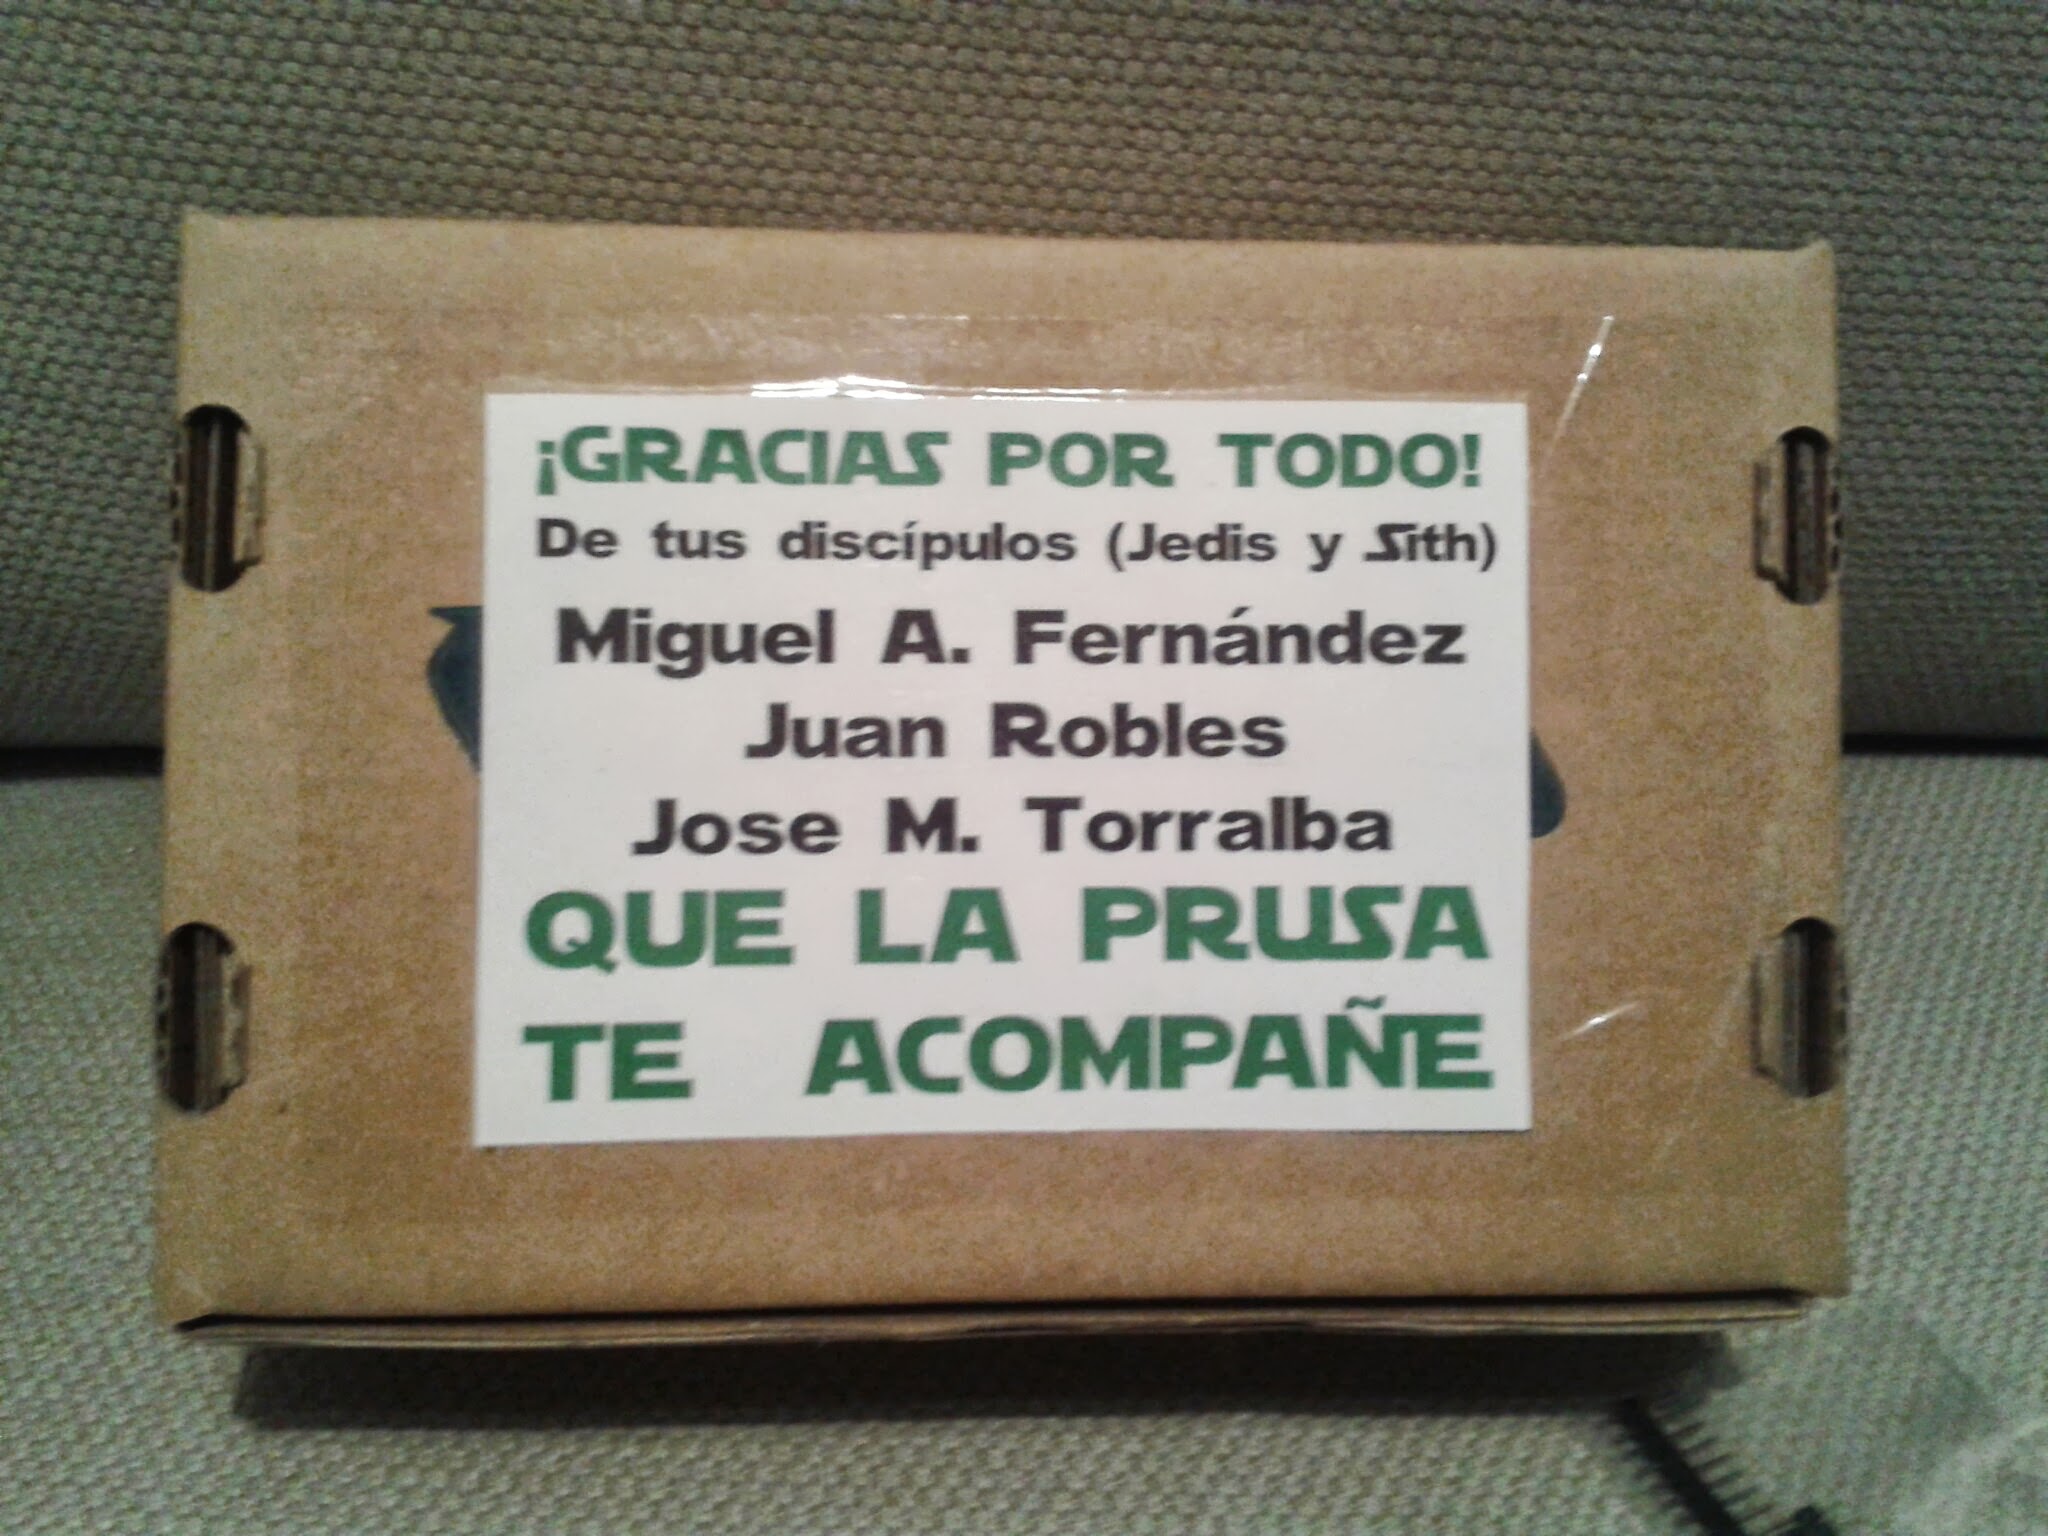 ¡GRACIAS POR TODO!
De tus discípulos (Jedis y Sith)
Miguel A. Fernández
Juan Robles
Jose M. Torralba
QUE LA PRUSA
TE ACOMPAÑE